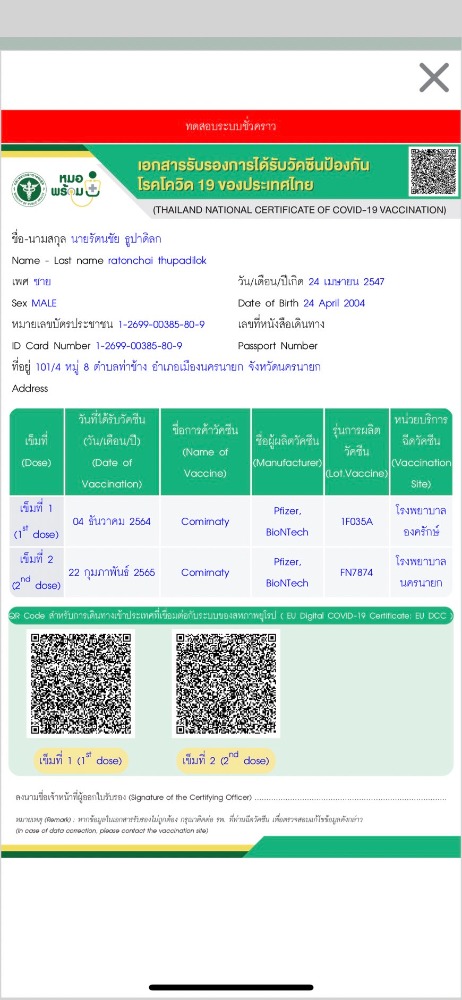 ทดสอบระบบชั่วคราว
หมอ
พร้อม
เอกสารรับรองการได้รับวัคซีนป้องกัน
โรคโควิด 19 ของประเทศไทย
(THAILAND NATIONAL CERTIFICATE OF COVID-19 VACCINATION)
ชื่อ-นามสกุล นายรัตนชัย ธูปาดิลก
Name - Last name ratonchai thupadilok
เพศ ชาย วัน/เดือน/ปีเกิด 24 เมษายน 2547
Sex MALE Date of Birth 24 April 2004
หมายเลขบัตรประชาชน 1-2699-00385-80-9 เลขที่หนังสือเดินทาง
ID Card Number 1-2699-00385-80-9 Passport Number
ที่อยู่ 101/4 หมู่ 8 ตำบลท่าช้าง อำเภอเมืองนครนายก จังหวัดนครนายก
Address
เข็มที่
(Dose)
วันที่ได้รับวัคซีน
(วัน/เดือน/ปี)
(Date of
Vaccination)
ชื่อการค้าวัคซีน
(Name of
Vaccine)
ชื่อผู้ผลิตวัคซีน
(Manufacturer)
รุ่นการผลิต
วัคซีน
(Lot.Vaccine)
หน่วยบริการ
ฉีดวัคซีน
(Vaccination
Site)
เข็มที่ 1
(1st dose)
04 ธันวาคม 2564
Comirnaty
Pfizer,
BioNTech
1F035A
โรงพยาบาล
องครักษ์
เข็มที่ 2
(2nd dose)
22 กุมภาพันธ์ 2565
Comirnaty
Pfizer,
BioNTech
FN7874
โรงพยาบาล
นครนายก
QR Code สำหรับการเดินทางเข้าประเทศที่เชื่อมต่อกับระบบของสหภาพยุโรป ( EU Digital COVID-19 Certificate: EU DCC )
เข็มที่ 1 (1st dose) เข็มที่ 2 (2nd dose)
ลงนามชื่อเจ้าหน้าที่ผู้ออกใบรับรอง (Signature of the Certifying Officer)
หมายเหตุ (Remark) : หากข้อมูลในเอกสารรับรองไม่ถูกต้อง กรุณาติดต่อ รพ. ที่ท่านฉีดวัคซีน เพื่อตรวจสอบแก้ไขข้อมูลดังกล่าว
(In case of data correction, please contact the vaccination site)